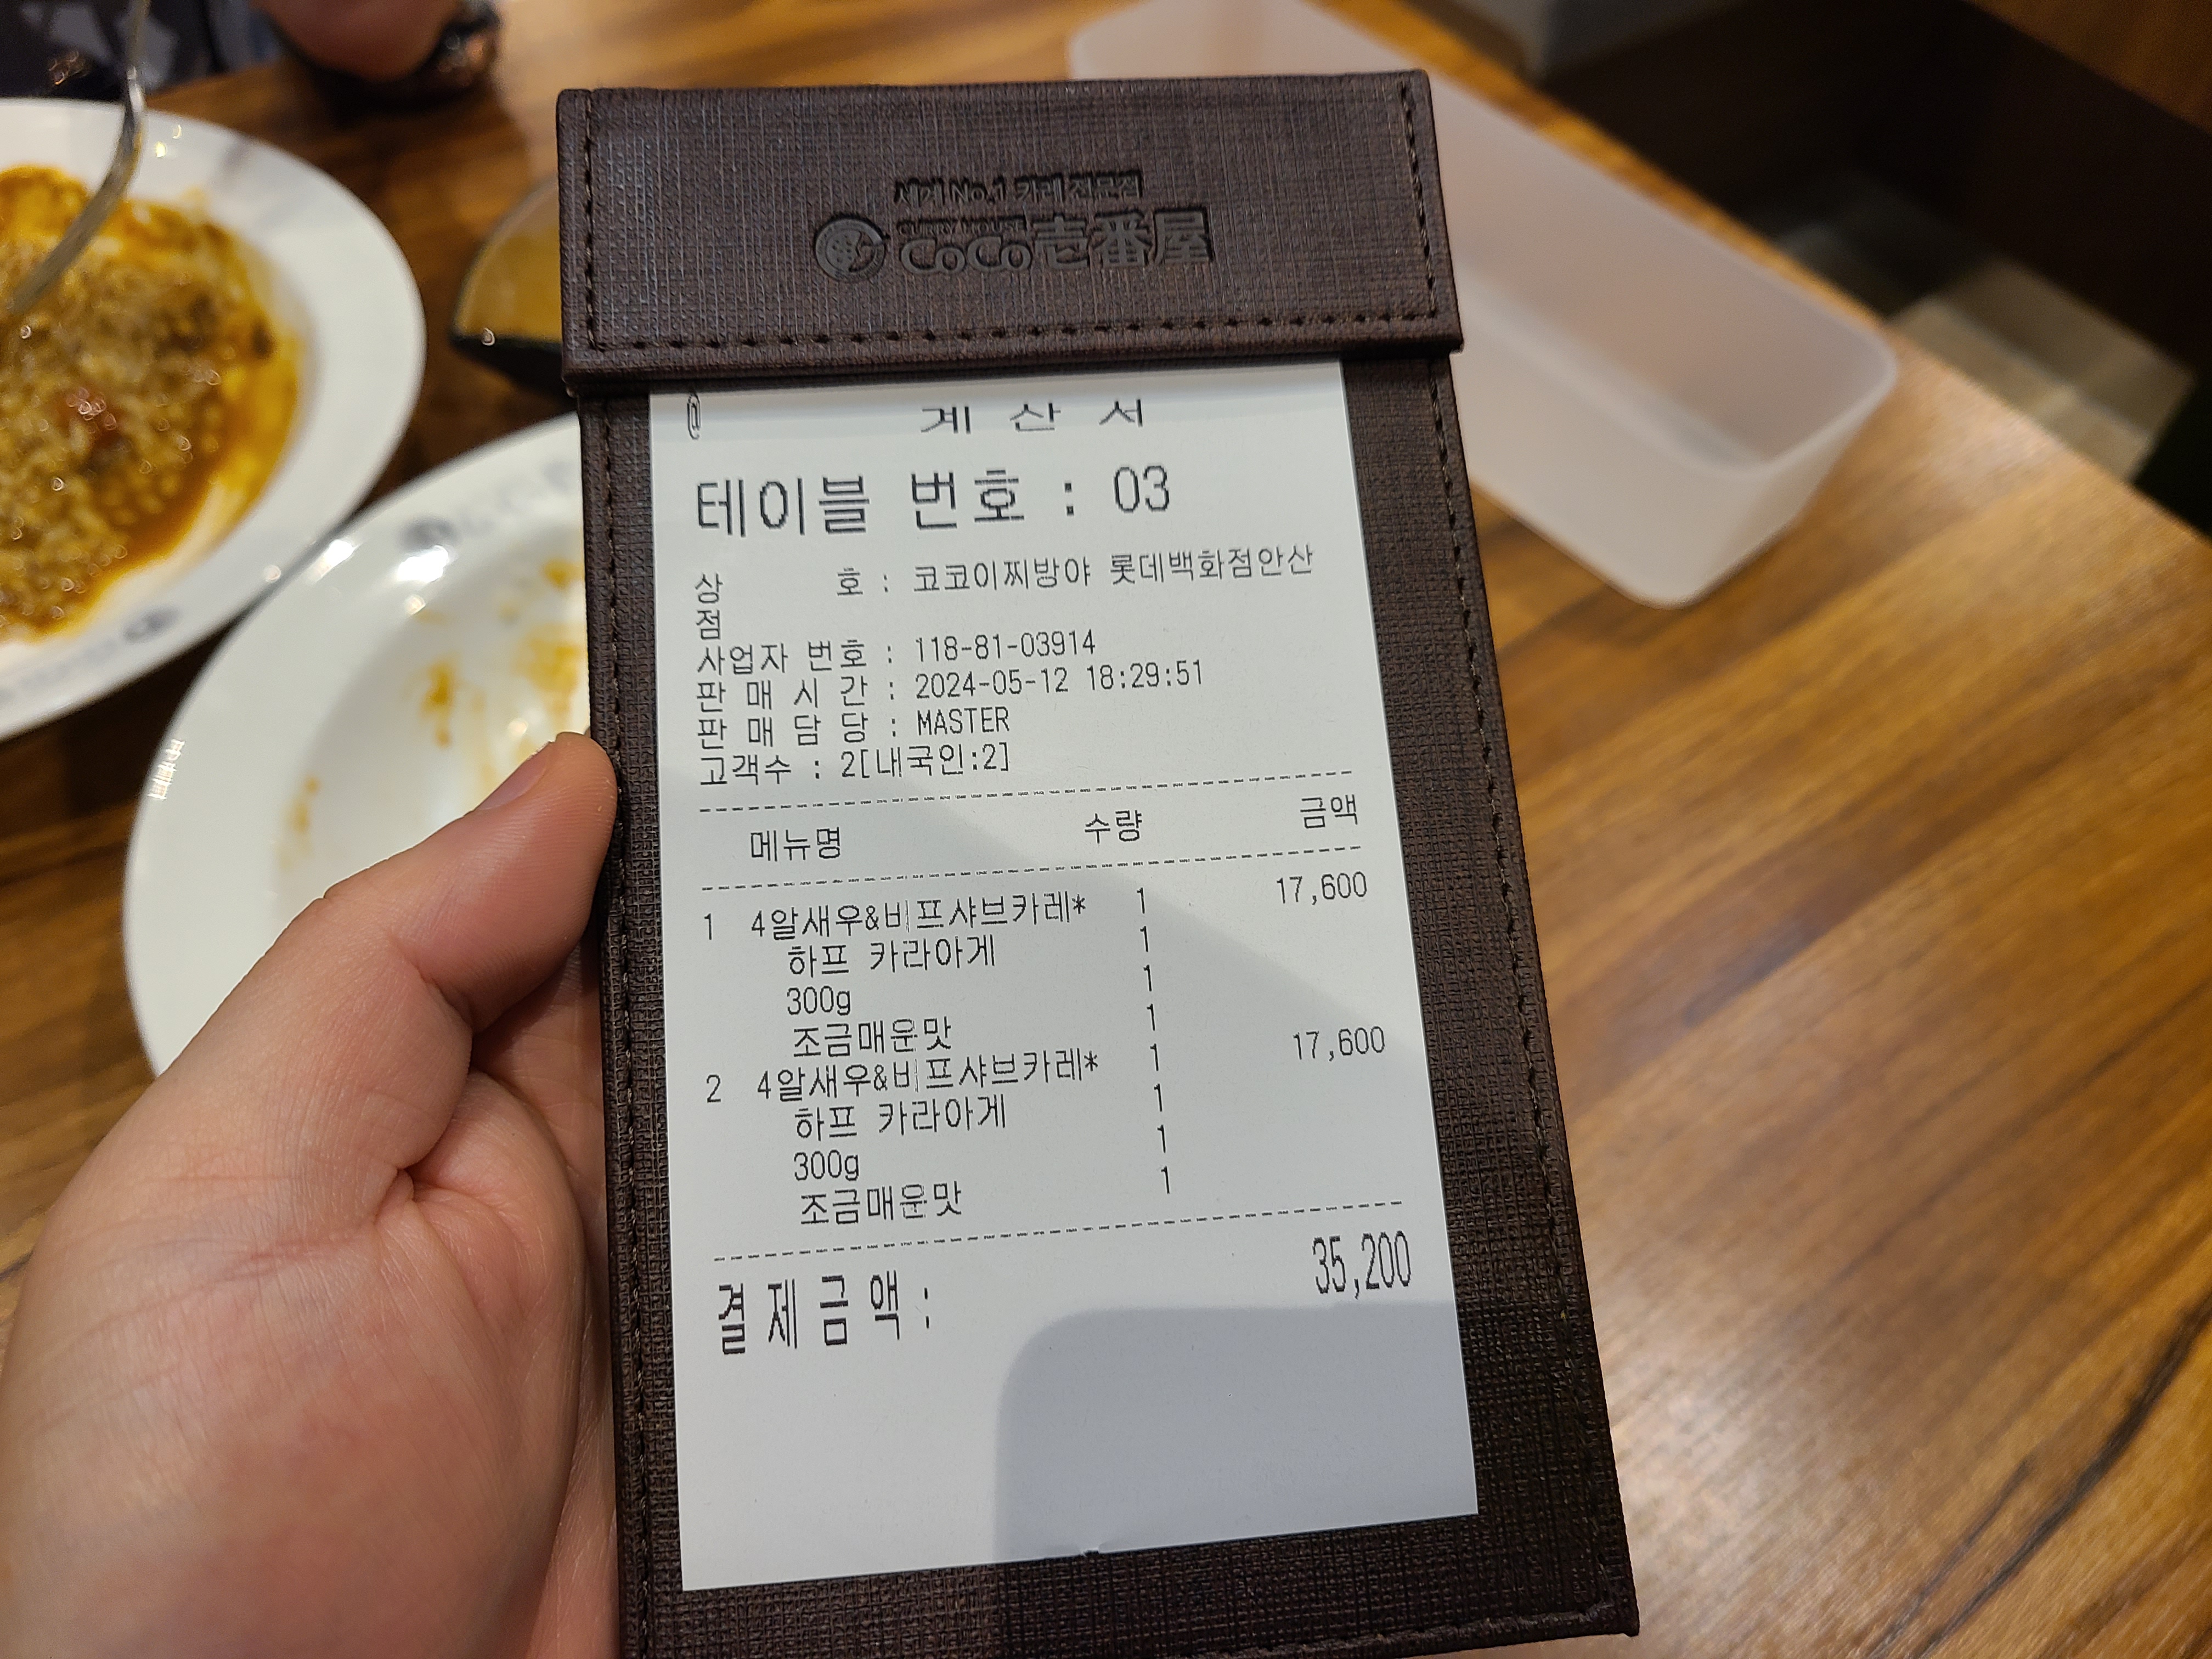 세계 No.1 카레 전문점
CURRY HOUSE
CoCo壱番屋
@ 계 산 서
테이블 번호 : 03
상 호 : 코코이찌방야 롯데백화점안산
점
사업자 번호 : 118-81-03914
판 매 시 간 : 2024-05-12 18:29:51
판 매 담 당 : MASTER
고객수 : 2[내국인:2]
메뉴명 수량 금액
1 4알새우&비프샤브카레* 1 17,600
하프 카라아게 1
300g 1
조금매운맛 1
2 4알새우&비프샤브카레* 1 17,600
하프 카라아게 1
300g 1
조금매운맛 1
결 제 금 액 : 35,200